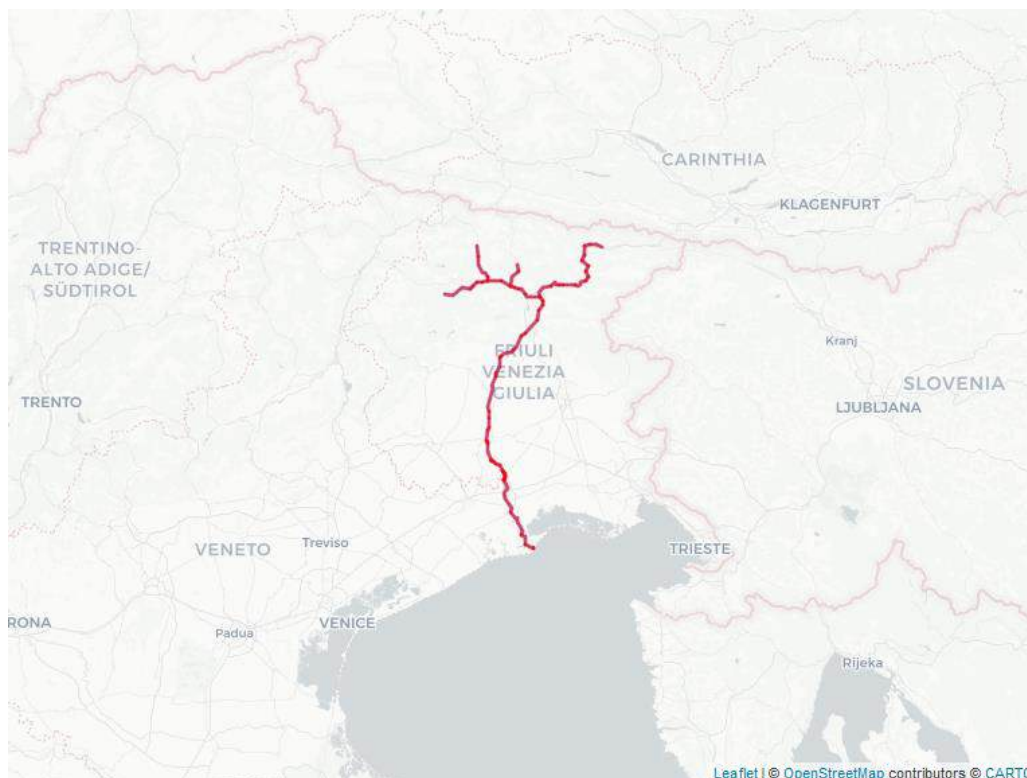 CARINTHIA
KLAGENFURT
TRENTINO-
ALTO ADIGE/
SÜDTIROL
FRIULI
VENEZIA
GIULIA
Kranj
SLOVENIA
TRENTO
LJUBLJANA
VENETO
Treviso
TRIESTE
RONA
VENICE
Padua
Rijeka
Leaflet | © OpenStreetMap contributors © CARTO